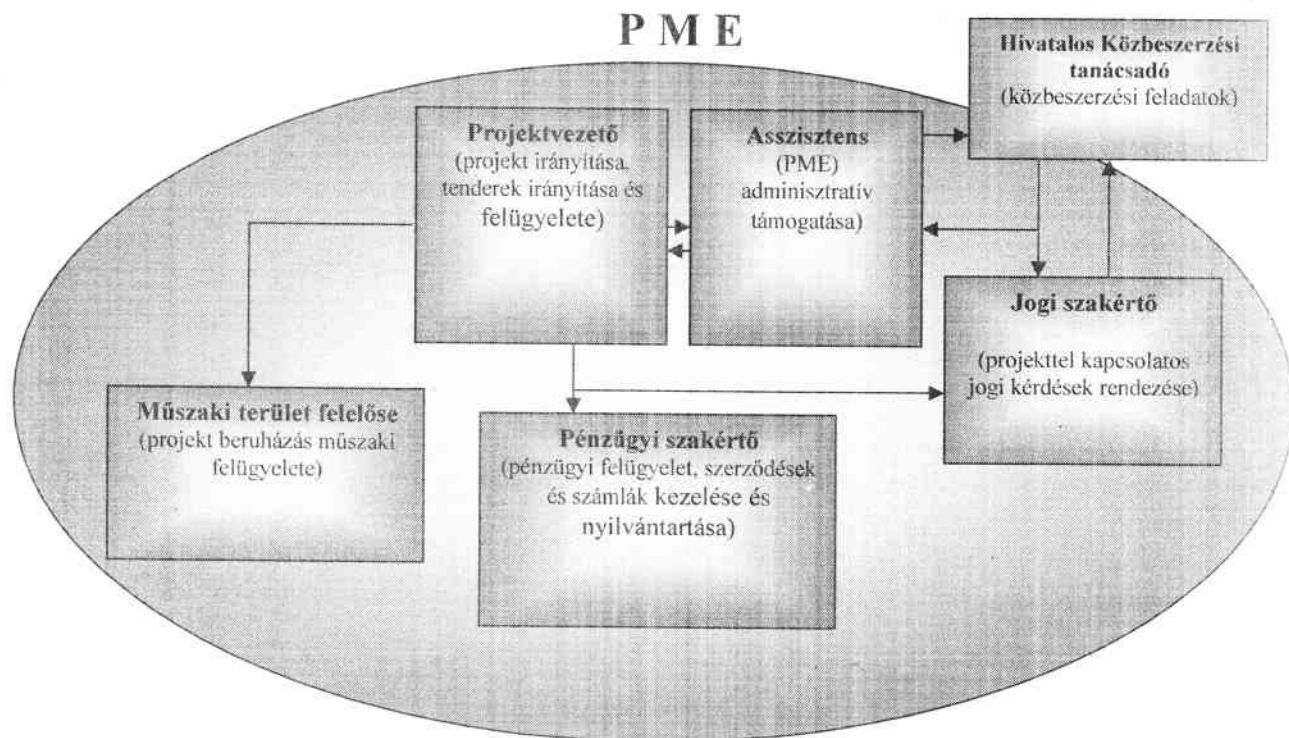 P M E
Hivatalos Közbeszerzési
tanácsadó
(közbeszerzési feladatok)
Projektvezető
(projekt irányítása,
tenderek irányítása és
felügyelete)
Asszisztens
(PME)
adminisztratív
támogatása)
Jogi szakértő
(projekttel kapcsolatos
jogi kérdések rendezése)
Műszaki terület felelőse
(projekt beruházás műszaki
felügyelete)
Pénzügyi szakértő
(pénzügyi felügyelet, szerződések
és számlák kezelése és
nyilvántartása)